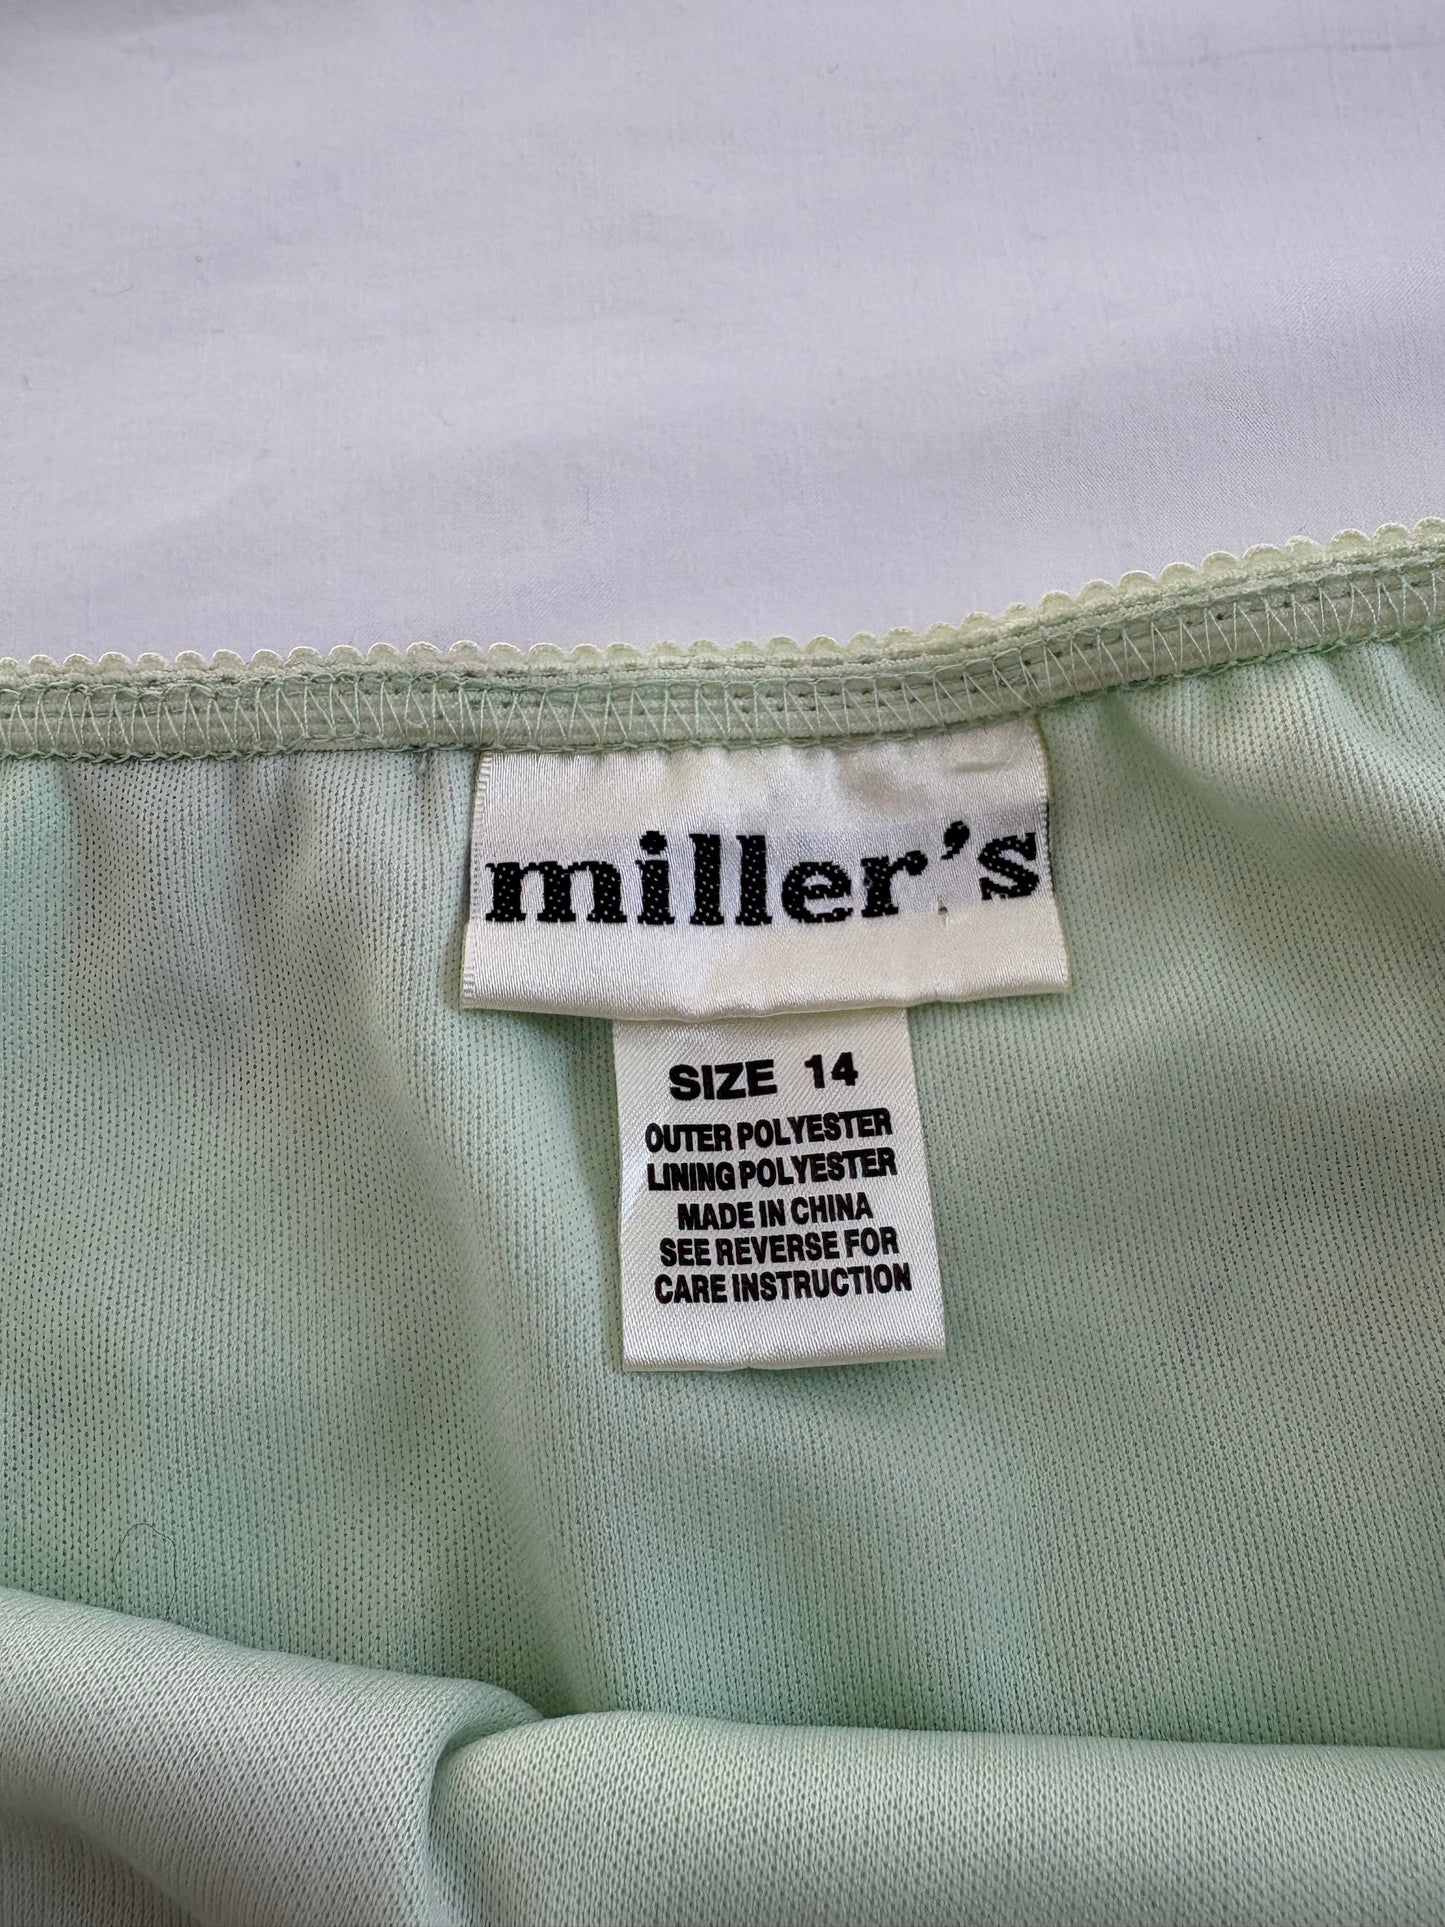 miller's
SIZE 14
OUTER POLYESTER
LINING POLYESTER
MADE IN CHINA
SEE REVERSE FOR
CARE INSTRUCTION